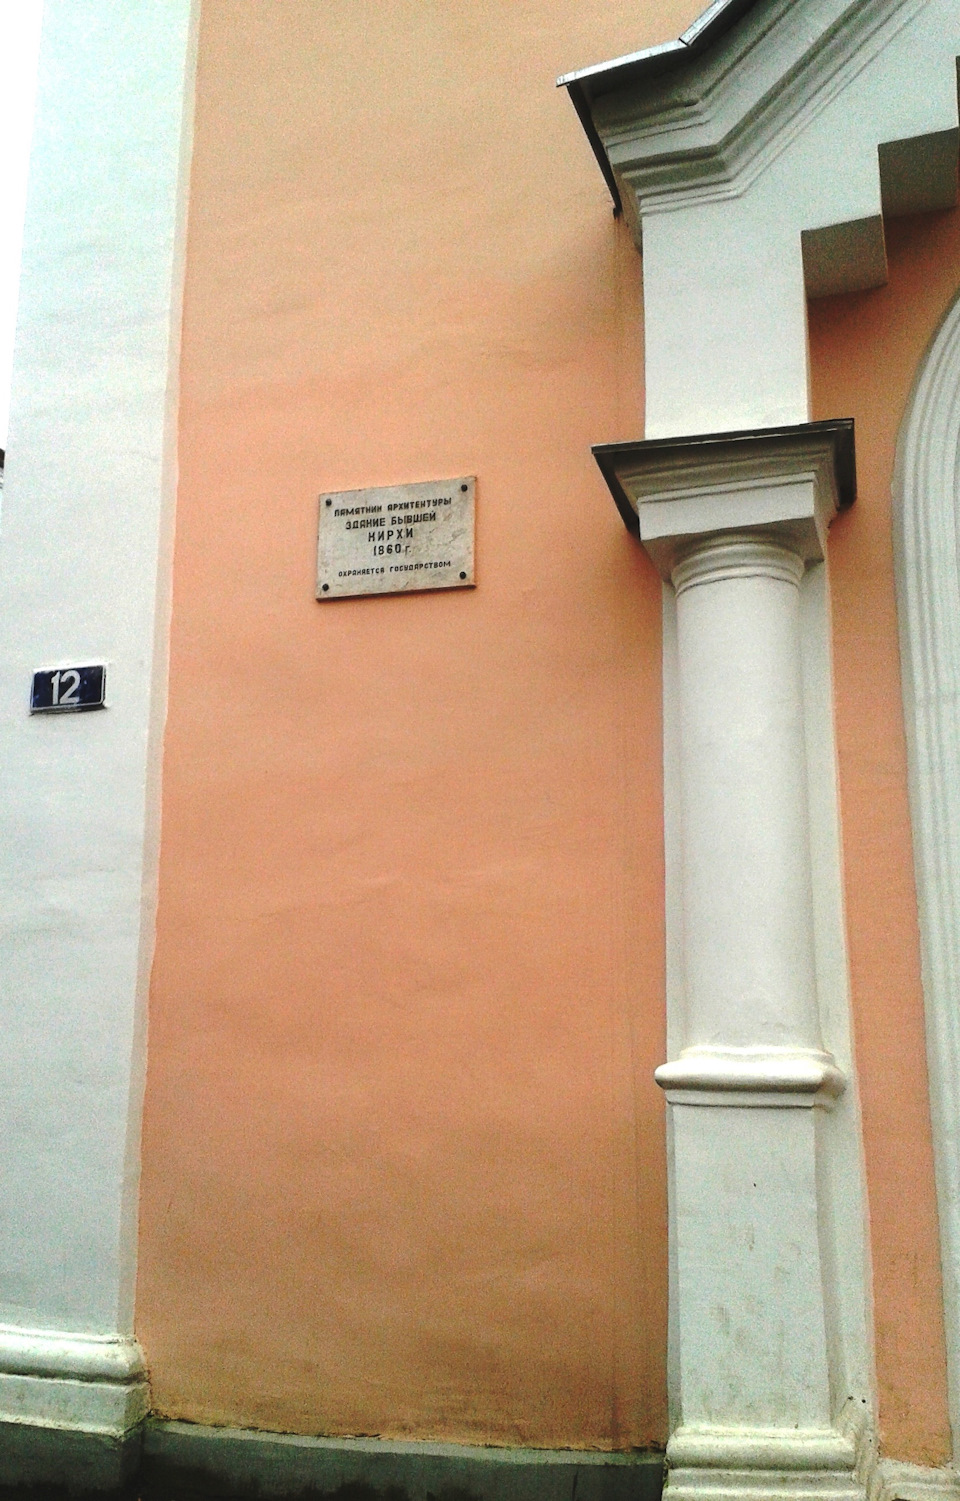 ПАМЯТНИК АРХИТЕКТУРЫ
ЗДАНИЕ БЫВШЕЙ
КИРХИ
1860 г.
ОХРАНЯЕТСЯ ГОСУДАРСТВОМ
12